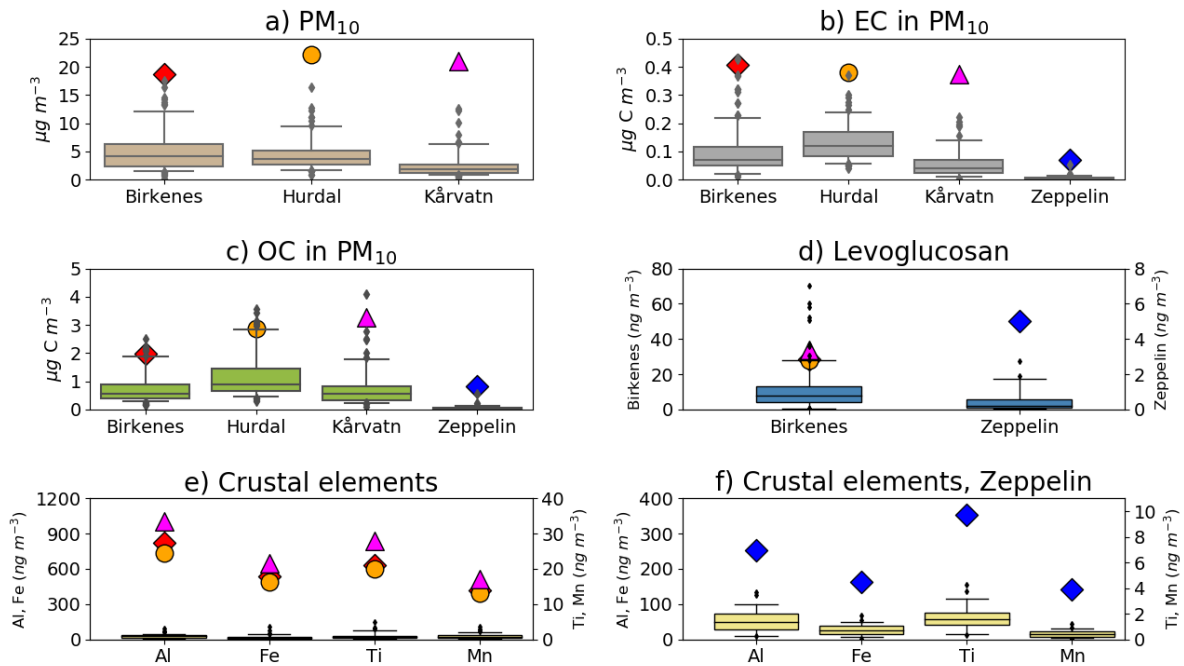 a) PM₁₀
25
20
15
10
5
0
μg m⁻³
Birkenes Hurdal Kårvatn
b) EC in PM₁₀
0.5
0.4
0.3
0.2
0.1
0.0
μg C m⁻³
Birkenes Hurdal Kårvatn Zeppelin
c) OC in PM₁₀
5
4
3
2
1
0
μg C m⁻³
Birkenes Hurdal Kårvatn Zeppelin
d) Levoglucosan
80
60
40
20
0
Birkenes (ng m⁻³)
8
6
4
2
0
Zeppelin (ng m⁻³)
Birkenes Zeppelin
e) Crustal elements
1200
900
600
300
0
Al, Fe (ng m⁻³)
40
30
20
10
0
Ti, Mn (ng m⁻³)
Al Fe Ti Mn
f) Crustal elements, Zeppelin
400
300
200
100
0
Al, Fe (ng m⁻³)
10
8
6
4
2
0
Ti, Mn (ng m⁻³)
Al Fe Ti Mn